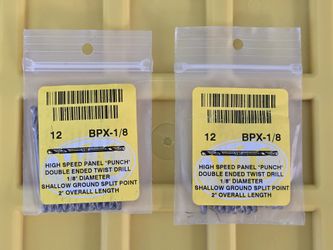 12 BPX-1/8
HIGH SPEED PANEL 'PUNCH'
DOUBLE ENDED TWIST DRILL
1/8" DIAMETER
SHALLOW GROUND SPLIT POINT
2" OVERALL LENGTH
12 BPX-1/8
HIGH SPEED PANEL 'PUNCH'
DOUBLE ENDED TWIST DRILL
1/8" DIAMETER
SHALLOW GROUND SPLIT POINT
2" OVERALL LENGTH